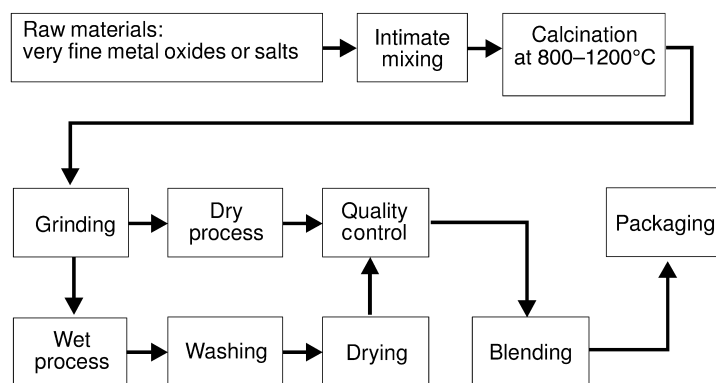 Raw materials:
very fine metal oxides or salts
Intimate
mixing
Calcination
at 800–1200°C
Grinding
Dry
process
Quality
control
Packaging
Wet
process
Washing
Drying
Blending